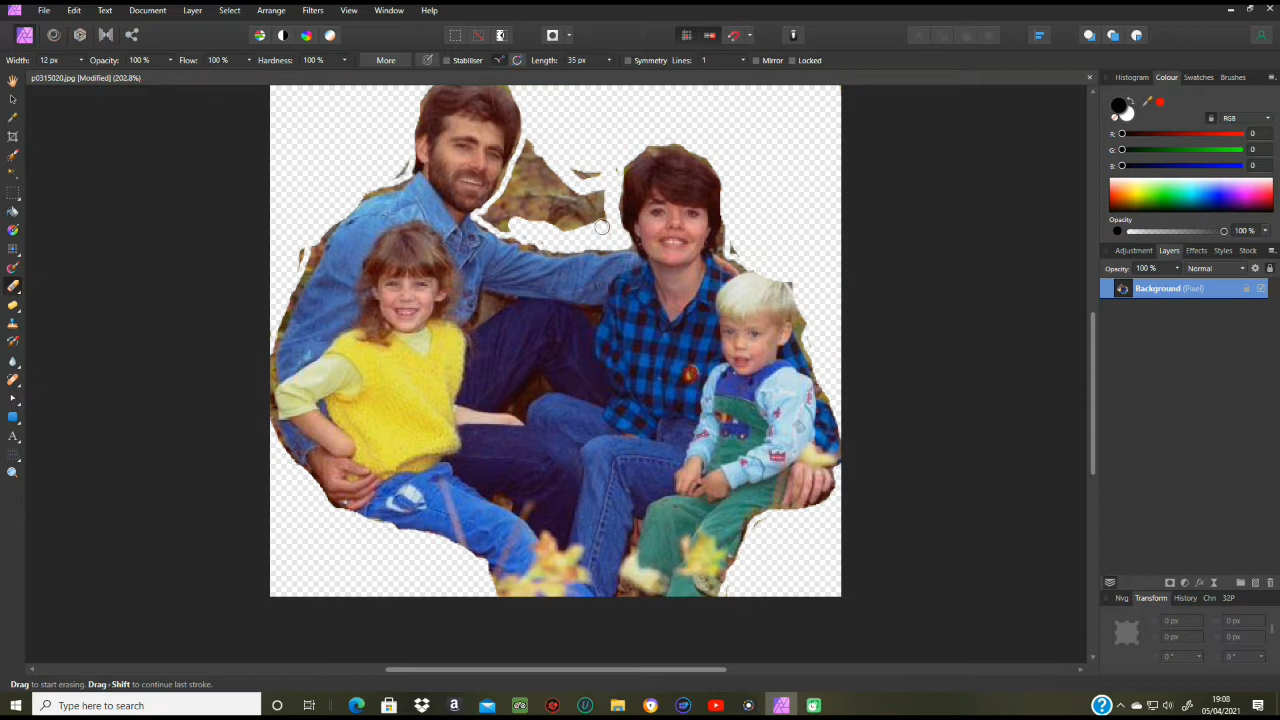 File Edit Text Document Layer Select Arrange Filters View Window Help
Width: 12 px Opacity: 100 % Flow: 100 % Hardness: 100 % More Stabiliser Length: 35 px Symmetry Lines: 1 Mirror Locked
p0315020.jpg [Modified] (202.8%)
Histogram Colour Swatches Brushes
RGB
R: 0
G: 0
B: 0
Opacity
100 %
Adjustment Layers Effects Styles Stock
Opacity: 100 % Normal
Background (Pixel)
Nvg Transform History Chn 32P
X: 0 px Y: 0 px
W: 0 px H: 0 px
R: 0 ° S: 0 °
Drag to start erasing. Drag+Shift to continue last stroke.
Type here to search
19:08
05/04/2021